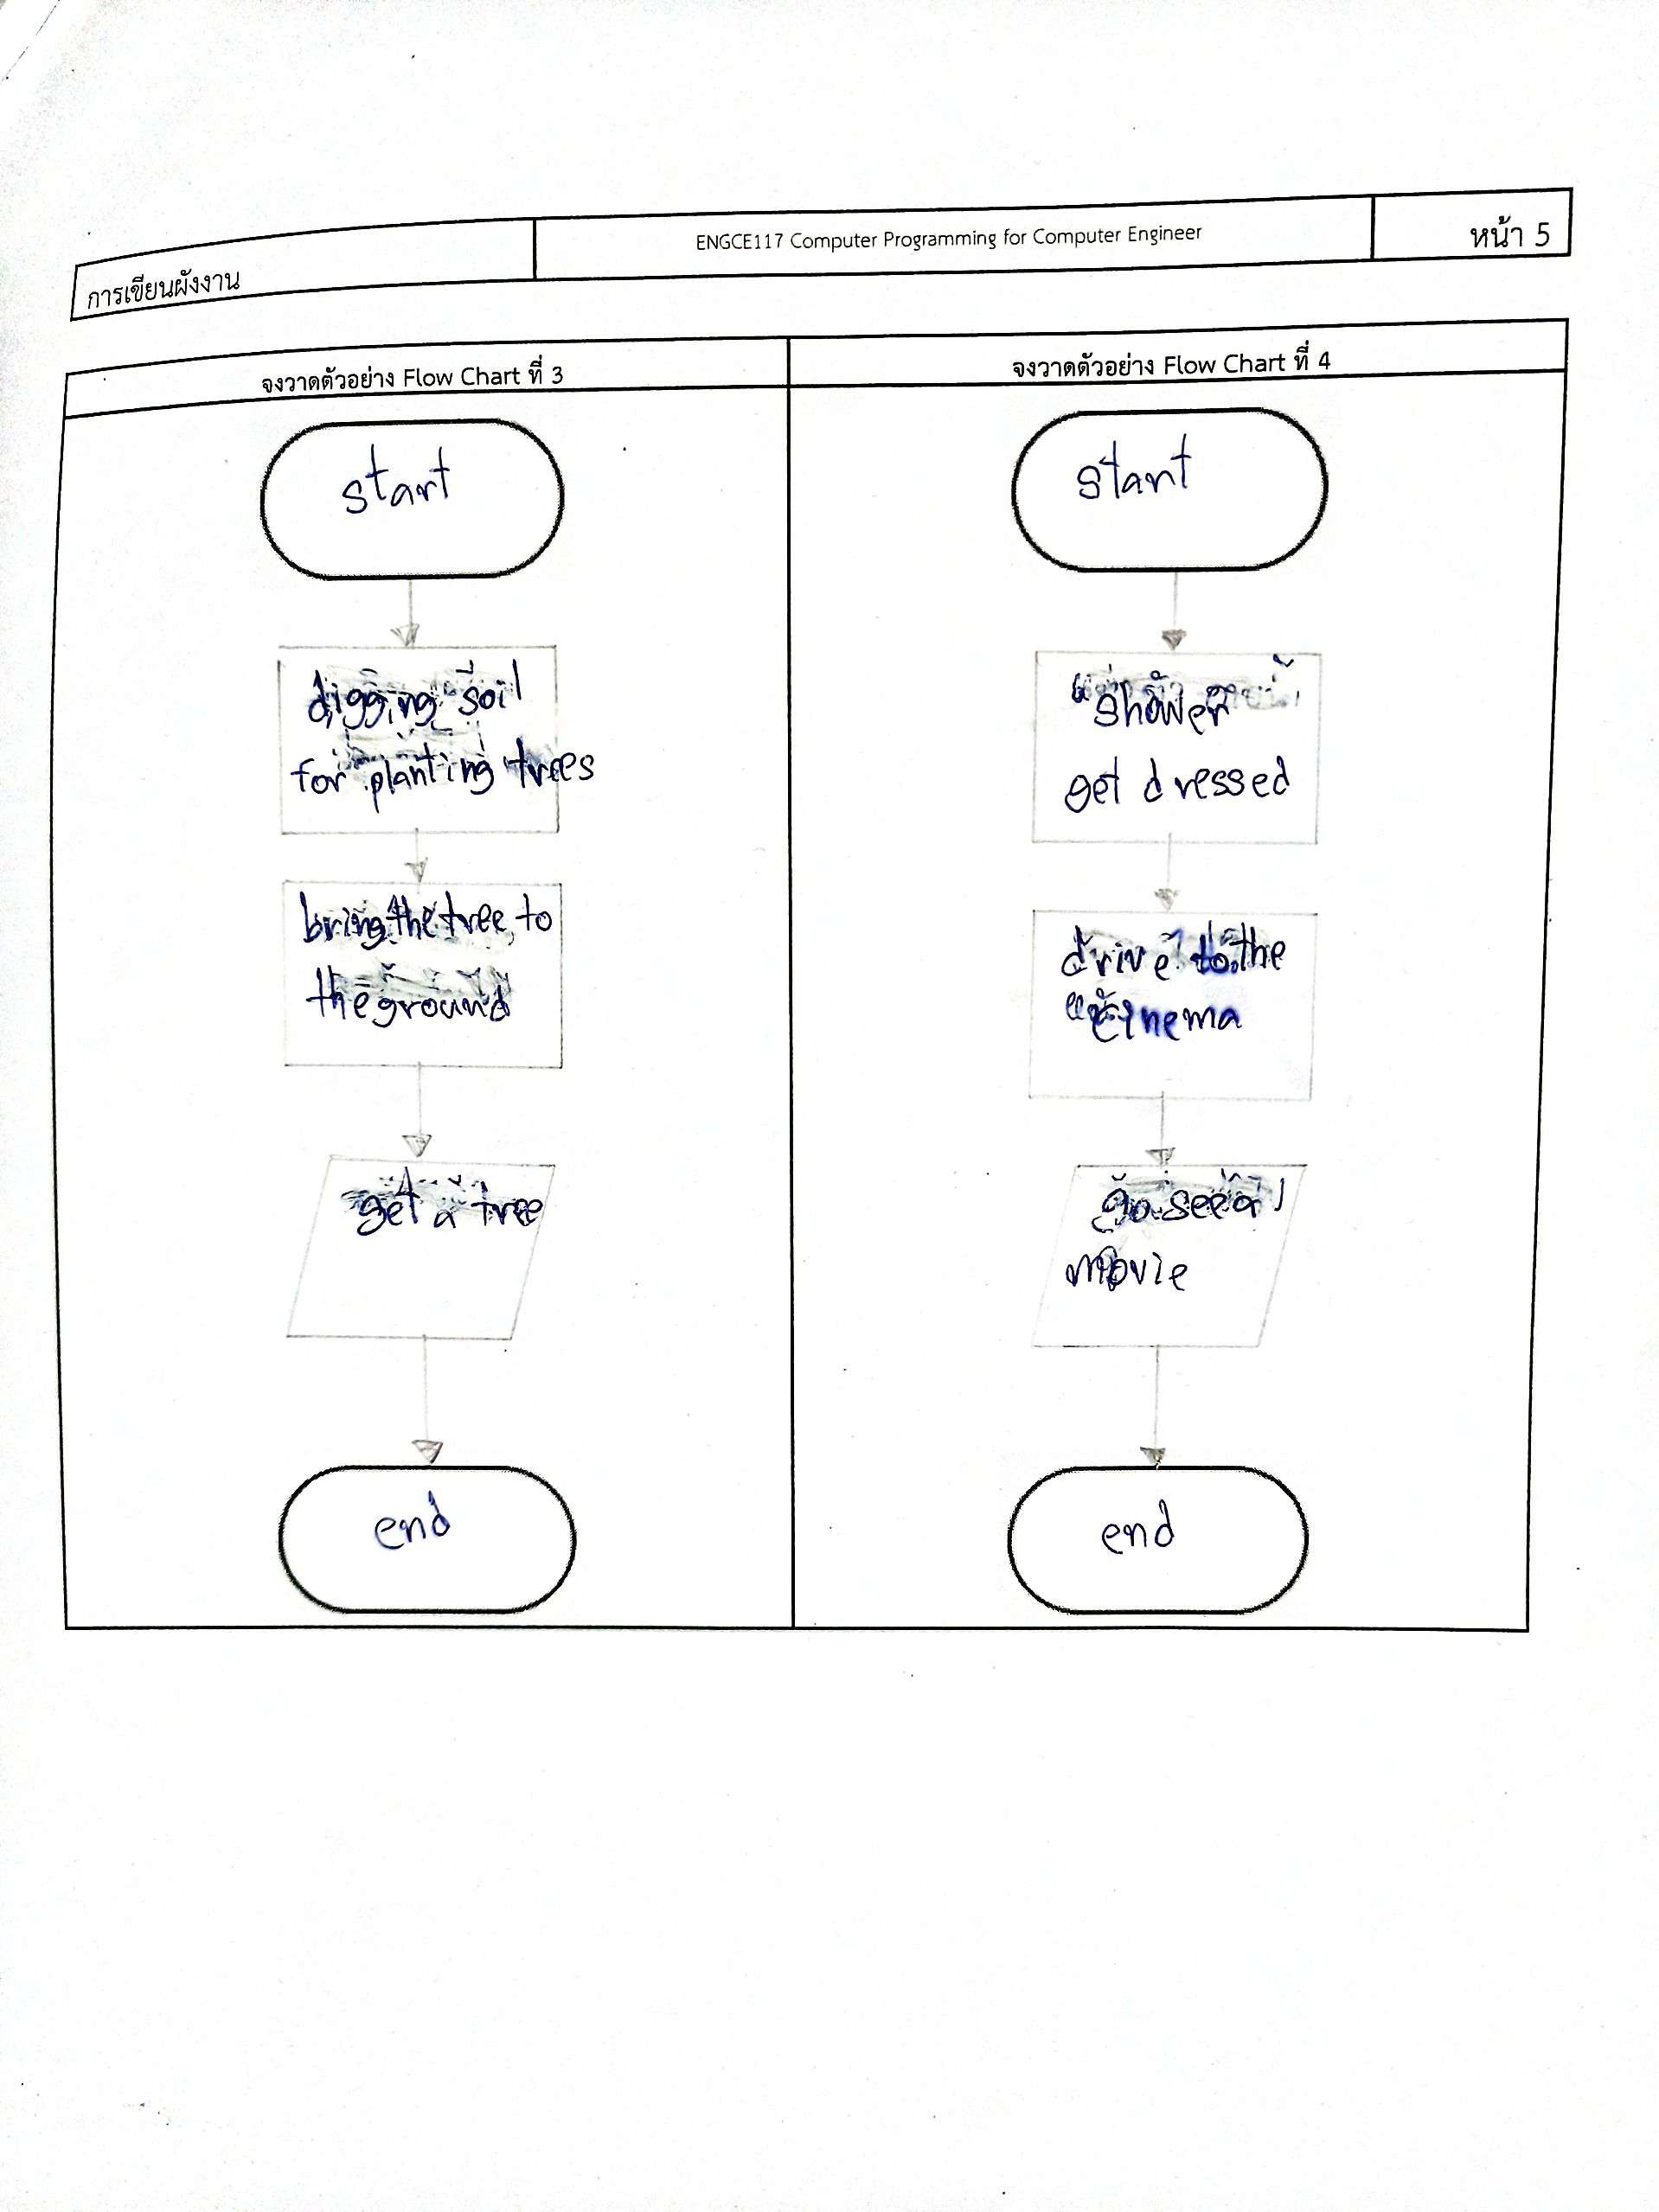 การเขียนผังงาน
ENGCE117 Computer Programming for Computer Engineer
หน้า 5
จงวาดตัวอย่าง Flow Chart ที่ 3
start
digging soil
for planting trees
bring the tree to
the ground
get a tree
end
จงวาดตัวอย่าง Flow Chart ที่ 4
start
shower
get dressed
drive to the
cinema
go see a
movie
end